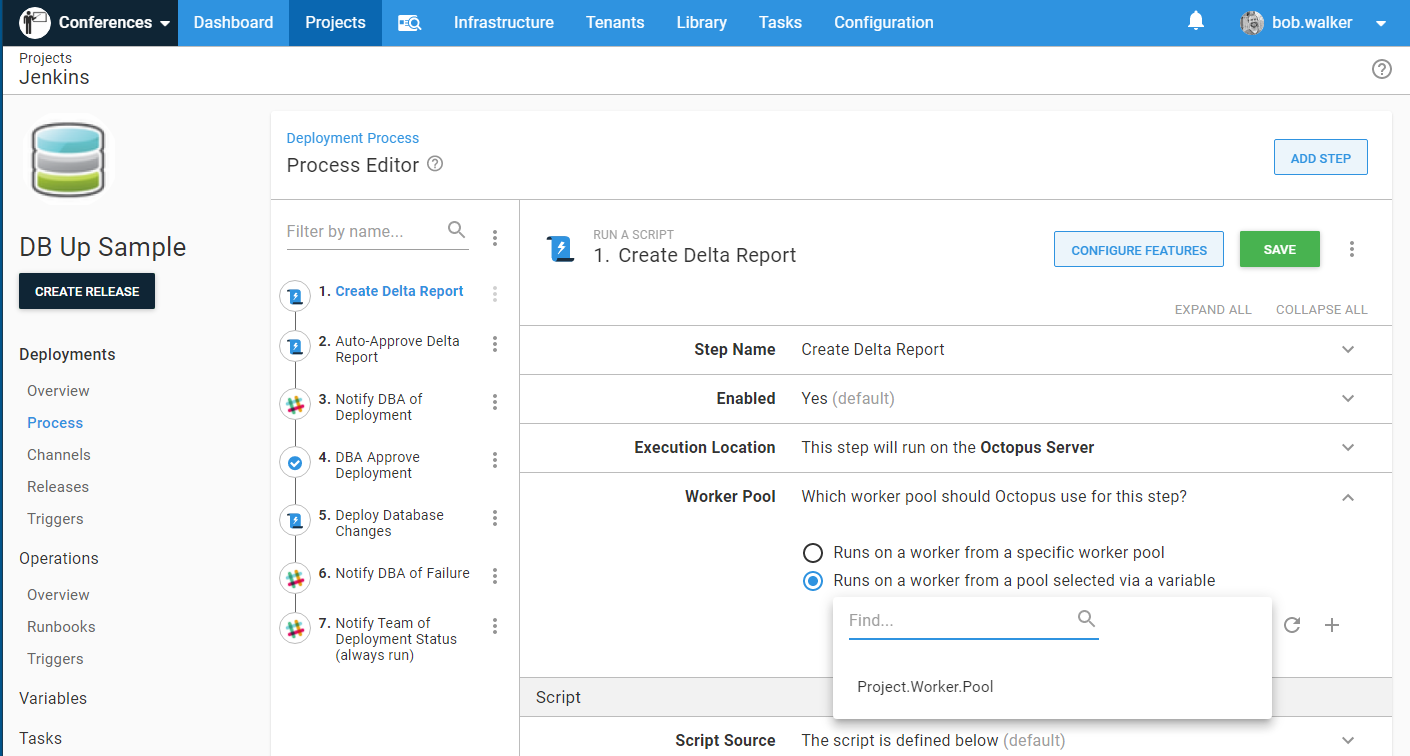 Conferences Dashboard Projects Infrastructure Tenants Library Tasks Configuration bob.walker
Projects
Jenkins
Deployment Process
Process Editor
ADD STEP
DB Up Sample
CREATE RELEASE
Deployments
Overview
Process
Channels
Releases
Triggers
Operations
Overview
Runbooks
Triggers
Variables
Tasks
Filter by name...
1. Create Delta Report
2. Auto-Approve Delta
Report
3. Notify DBA of
Deployment
4. DBA Approve
Deployment
5. Deploy Database
Changes
6. Notify DBA of Failure
7. Notify Team of
Deployment Status
(always run)
RUN A SCRIPT
1. Create Delta Report
CONFIGURE FEATURES SAVE
EXPAND ALL COLLAPSE ALL
Step Name Create Delta Report
Enabled Yes (default)
Execution Location This step will run on the Octopus Server
Worker Pool Which worker pool should Octopus use for this step?
Runs on a worker from a specific worker pool
Runs on a worker from a pool selected via a variable
Find...
Project.Worker.Pool
Script
Script Source The script is defined below (default)